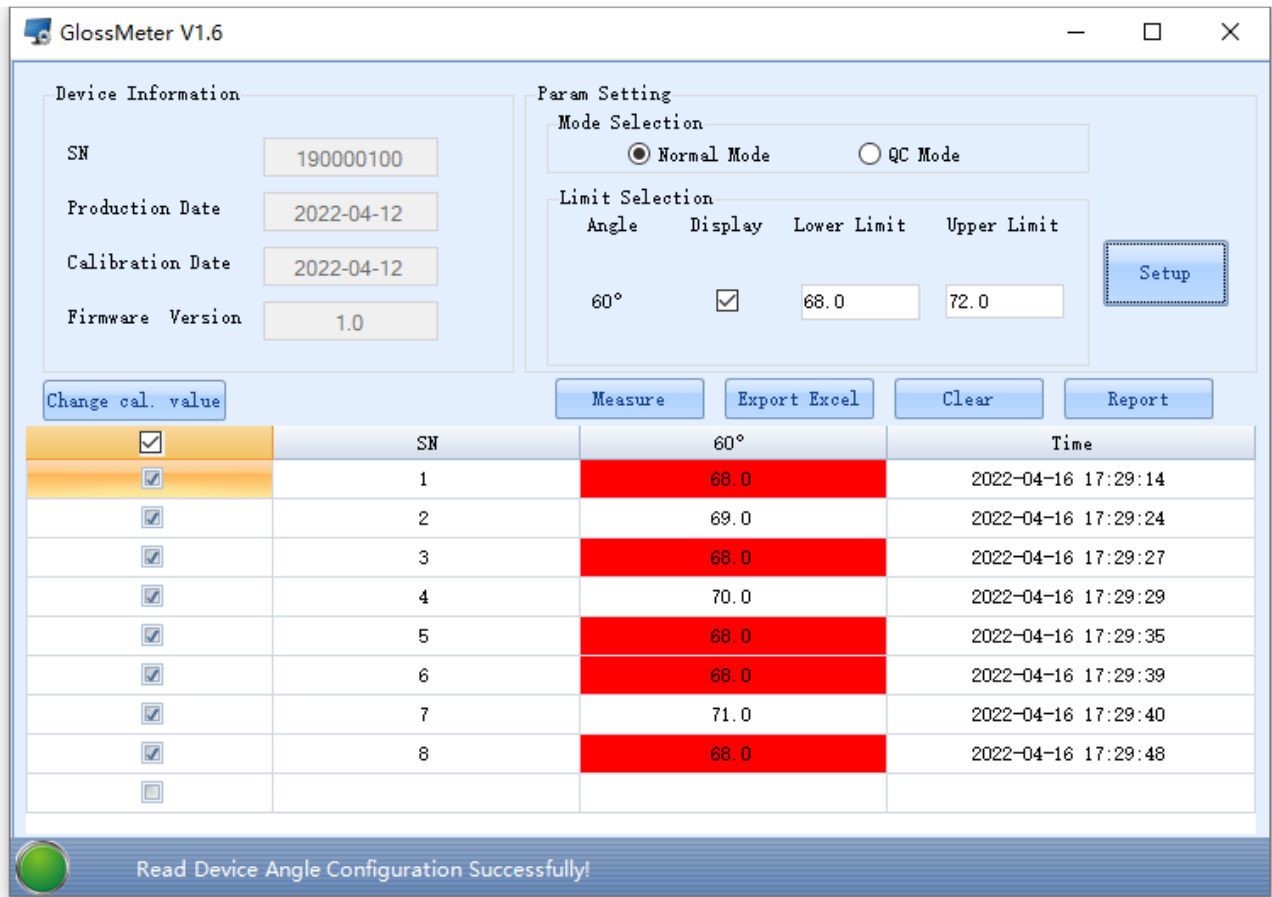 GlossMeter V1.6
Device Information
SN 190000100
Production Date 2022-04-12
Calibration Date 2022-04-12
Firmware Version 1.0
Param Setting
Mode Selection
Normal Mode QC Mode
Limit Selection
Angle Display Lower Limit Upper Limit
60° 68.0 72.0
Setup
Change cal. value Measure Export Excel Clear Report
SN 60° Time
1 68.0 2022-04-16 17:29:14
2 69.0 2022-04-16 17:29:24
3 68.0 2022-04-16 17:29:27
4 70.0 2022-04-16 17:29:29
5 68.0 2022-04-16 17:29:35
6 68.0 2022-04-16 17:29:39
7 71.0 2022-04-16 17:29:40
8 68.0 2022-04-16 17:29:48
Read Device Angle Configuration Successfully!